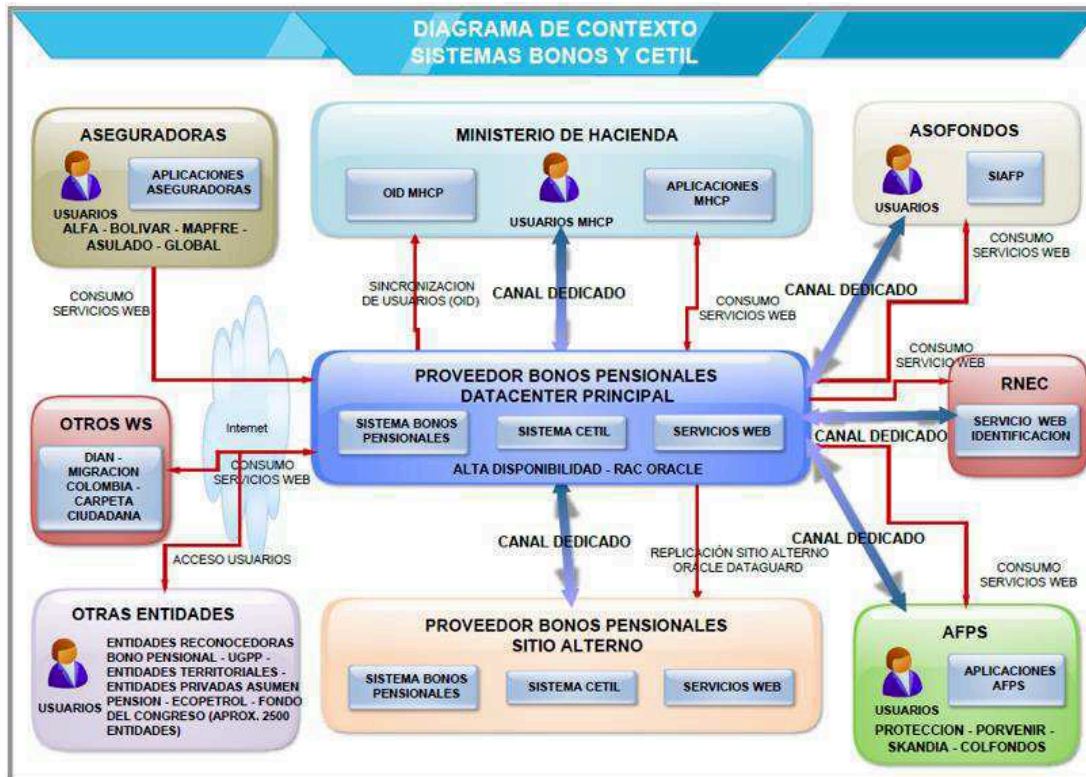 DIAGRAMA DE CONTEXTO
SISTEMAS BONOS Y CETIL
ASEGURADORAS
APLICACIONES
ASEGURADORAS
USUARIOS
ALFA - BOLIVAR - MAPFRE -
ASULADO - GLOBAL
MINISTERIO DE HACIENDA
OID MHCP
USUARIOS MHCP
APLICACIONES
MHCP
ASOFONDOS
SIAFP
USUARIOS
CONSUMO
SERVICIOS WEB
SINCRONIZACION
DE USUARIOS (OID)
CANAL DEDICADO
CONSUMO
SERVICIOS WEB
CANAL DEDICADO
CONSUMO
SERVICIOS WEB
PROVEEDOR BONOS PENSIONALES
DATACENTER PRINCIPAL
SISTEMA BONOS
PENSIONALES
SISTEMA CETIL
SERVICIOS WEB
ALTA DISPONIBILIDAD - RAC ORACLE
CONSUMO
SERVICIO WEB
RNEC
SERVICIO WEB
IDENTIFICACION
CANAL DEDICADO
OTROS WS
DIAN -
MIGRACION
COLOMBIA -
CARPETA
CIUDADANA
Internet
CONSUMO
SERVICIOS WEB
ACCESO USUARIOS
CANAL DEDICADO
REPLICACIÓN SITIO ALTERNO
ORACLE DATAGUARD
CANAL DEDICADO
CONSUMO
SERVICIOS WEB
OTRAS ENTIDADES
ENTIDADES RECONOCEDORAS
BONO PENSIONAL - UGPP -
ENTIDADES TERRITORIALES -
ENTIDADES PRIVADAS ASUMEN
PENSION - ECOPETROL - FONDO
DEL CONGRESO (APROX. 2500
ENTIDADES)
USUARIOS
PROVEEDOR BONOS PENSIONALES
SITIO ALTERNO
SISTEMA BONOS
PENSIONALES
SISTEMA CETIL
SERVICIOS WEB
AFPS
APLICACIONES
AFPS
USUARIOS
PROTECCION - PORVENIR -
SKANDIA - COLFONDOS